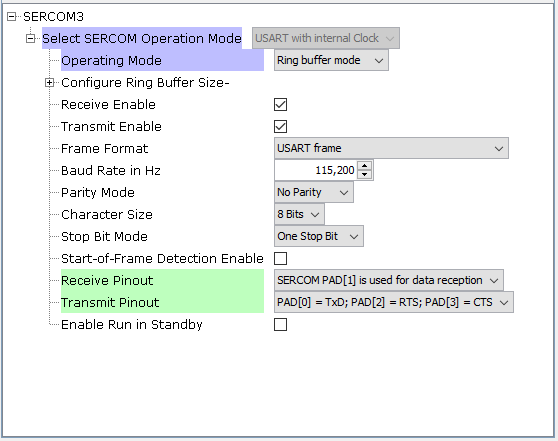 SERCOM3
Select SERCOM Operation Mode USART with internal Clock
Operating Mode Ring buffer mode
Configure Ring Buffer Size-
Receive Enable
Transmit Enable
Frame Format USART frame
Baud Rate in Hz 115,200
Parity Mode No Parity
Character Size 8 Bits
Stop Bit Mode One Stop Bit
Start-of-Frame Detection Enable
Receive Pinout SERCOM PAD[1] is used for data reception
Transmit Pinout PAD[0] = TxD; PAD[2] = RTS; PAD[3] = CTS
Enable Run in Standby